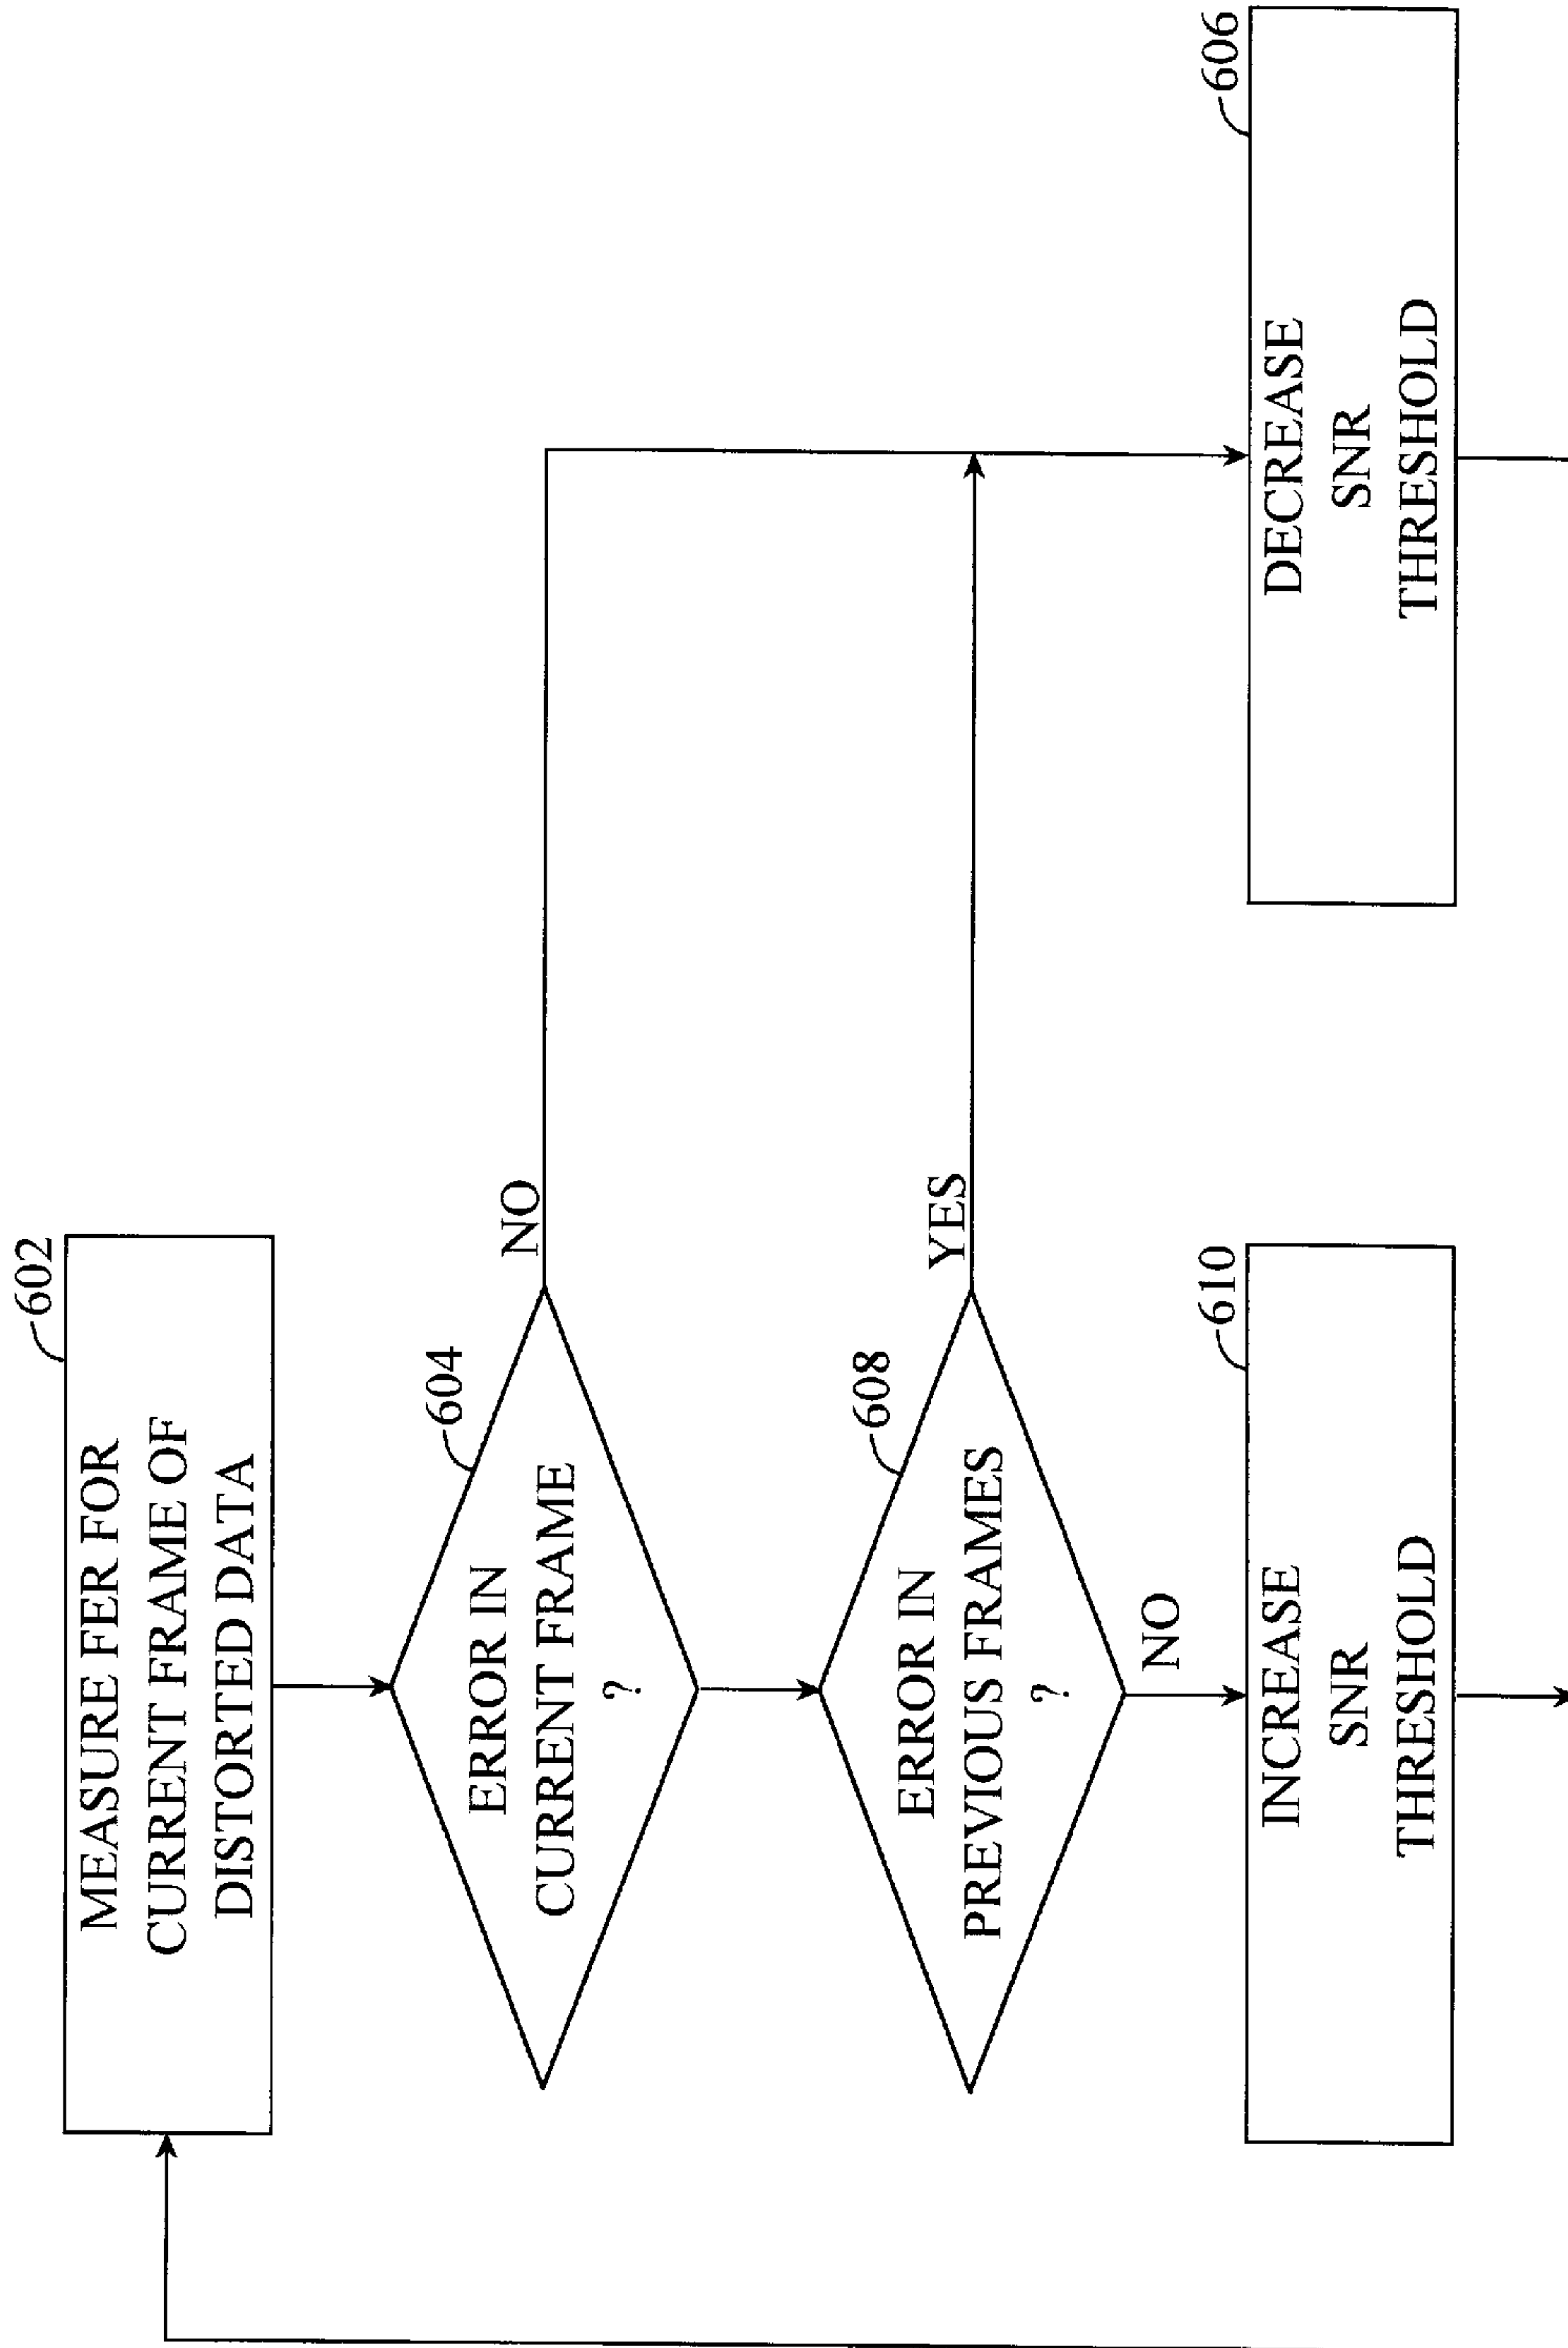 602
MEASURE FER FOR
CURRENT FRAME OF
DISTORTED DATA
604
ERROR IN
CURRENT FRAME
?
NO
608
ERROR IN
PREVIOUS FRAMES
?
YES
NO
610
INCREASE
SNR
THRESHOLD
606
DECREASE
SNR
THRESHOLD